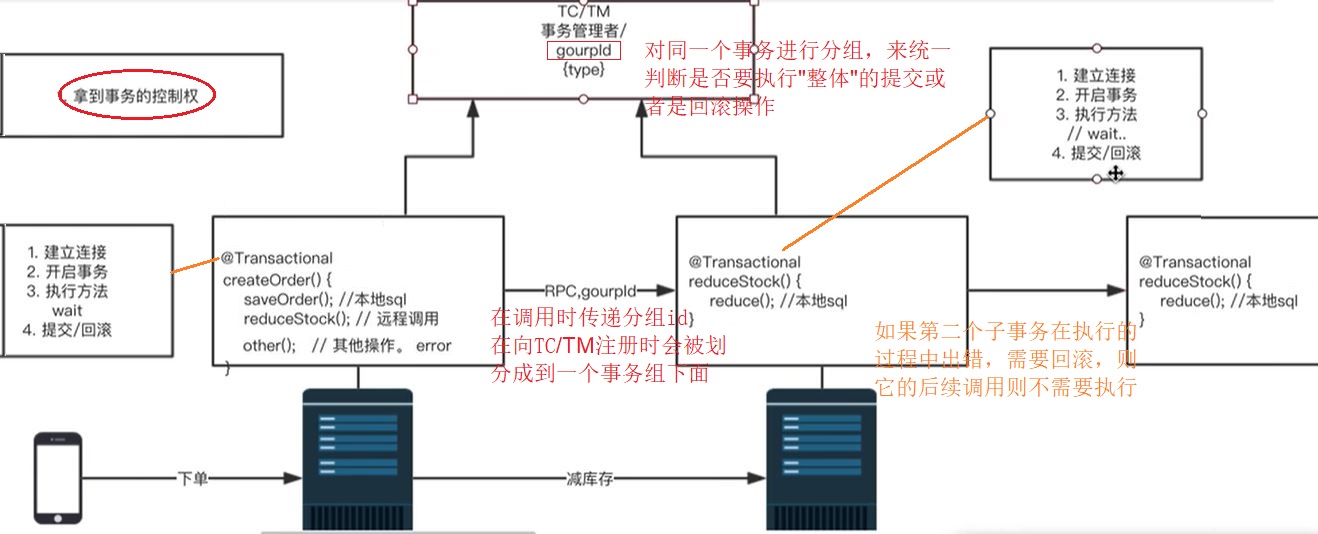 TC/TM
事务管理者/
gourpId
{type}
对同一个事务进行分组，来统一
判断是否要执行"整体"的提交或
者是回滚操作
拿到事务的控制权
1. 建立连接
2. 开启事务
3. 执行方法
// wait..
4. 提交/回滚
1. 建立连接
2. 开启事务
3. 执行方法
wait
4. 提交/回滚
@Transactional
createOrder() {
saveOrder(); //本地sql
reduceStock(); // 远程调用
other();   // 其他操作。 error
}
RPC,gourpId
在调用时传递分组id
在向TC/TM注册时会被划
分成到一个事务组下面
@Transactional
reduceStock() {
reduce(); //本地sql
}
如果第二个子事务在执行的
过程中出错，需要回滚，则
它的后续调用则不需要执行
@Transactional
reduceStock() {
reduce(); //本地sql
}
下单
减库存